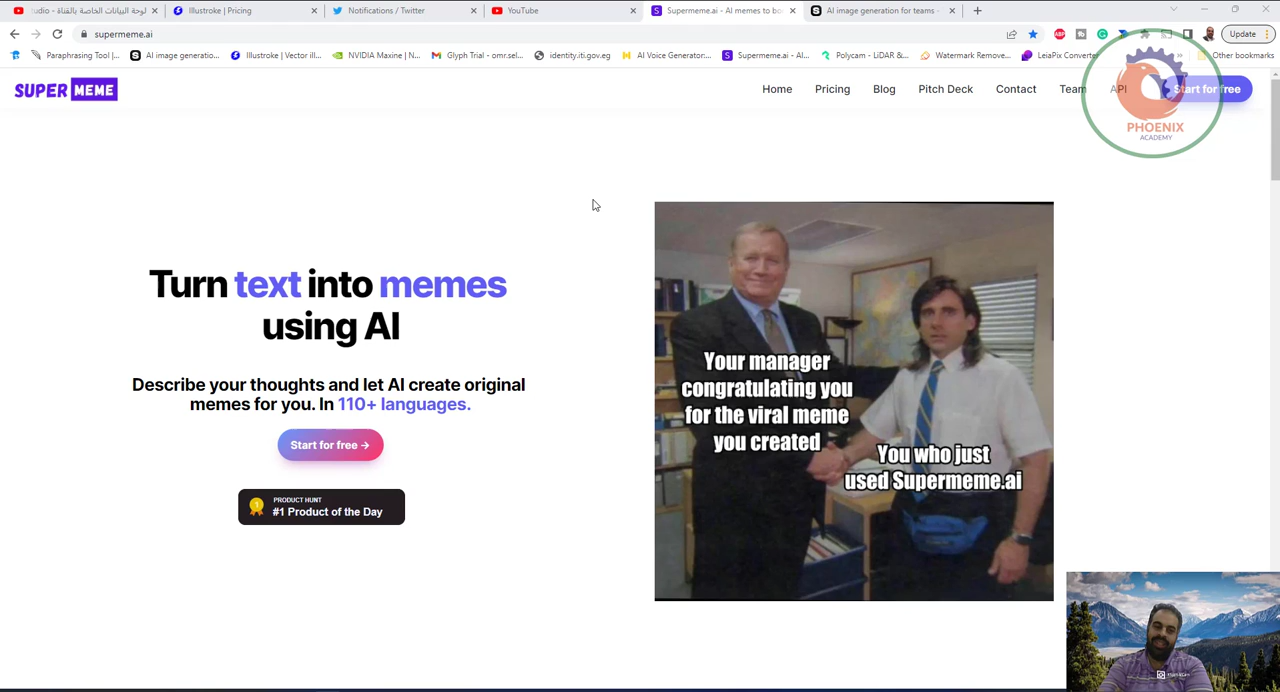 لوحة البيانات الخاصة بالقناة - tudio
Illustroke | Pricing
Notifications / Twitter
YouTube
Supermeme.ai - AI memes to bo
AI image generation for teams -
supermeme.ai
Update
Paraphrasing Tool |...
AI image generatio...
Illustroke | Vector ill...
NVIDIA Maxine | N...
Glyph Trial - omr.sel...
identity.iti.gov.eg
AI Voice Generator:...
Supermeme.ai - AI...
Polycam - LiDAR &...
Watermark Remove...
LeiaPix Converter
Other bookmarks
SUPER MEME
Home
Pricing
Blog
Pitch Deck
Contact
Team
API
Start for free
PHOENIX
ACADEMY
Turn text into memes
using AI
Describe your thoughts and let AI create original
memes for you. In 110+ languages.
Start for free →
PRODUCT HUNT
#1 Product of the Day
Your manager
congratulating you
for the viral meme
you created
You who just
used Supermeme.ai